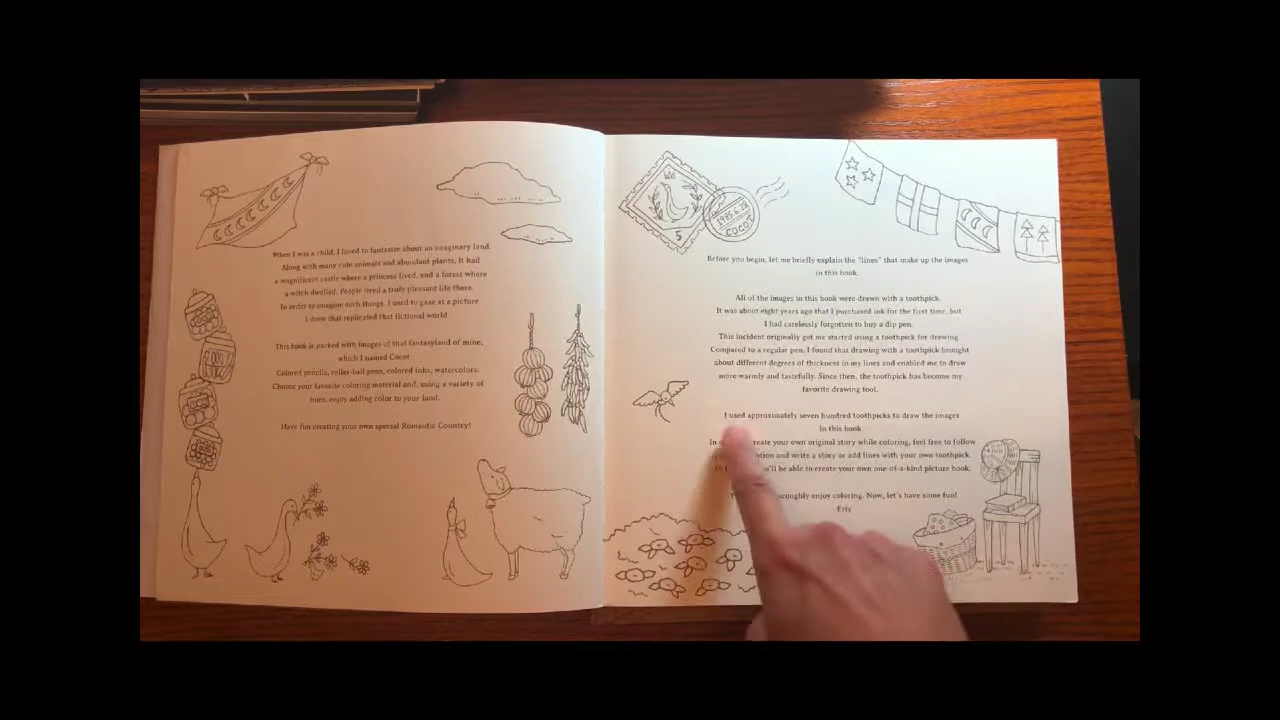 When I was a child, I loved to fantasize about an imaginary land.
Along with many cute animals and abundant plants, it had
a magnificent castle where a princess lived, and a forest where
a witch dwelled. People lived a truly pleasant life there.
In order to imagine such things, I used to gaze at a picture
I drew that replicated that fictional world
This book is packed with images of that fantasyland of mine,
which I named Cocot
Colored pencils, roller-ball pens, colored inks, watercolors:
Choose your favorite coloring material and, using a variety of
hues, enjoy adding color to your land.
Have fun creating your own special Romantic Country!
5
1985.6.28
COCOT
Before you begin, let me briefly explain the "lines" that make up the images
in this book.
All of the images in this book were drawn with a toothpick.
It was about eight years ago that I purchased ink for the first time, but
I had carelessly forgotten to buy a dip pen.
This incident originally got me started using a toothpick for drawing
Compared to a regular pen, I found that drawing with a toothpick brought
about different degrees of thickness in my lines and enabled me to draw
more warmly and tastefully. Since then, the toothpick has become my
favorite drawing tool.
I used approximately seven hundred toothpicks to draw the images
in this book.
In create your own original story while coloring, feel free to follow
and write a story or add lines with your own toothpick.
be able to create your own one-of-a-kind picture book.
enjoy coloring. Now, let's have some fun!
Eriy